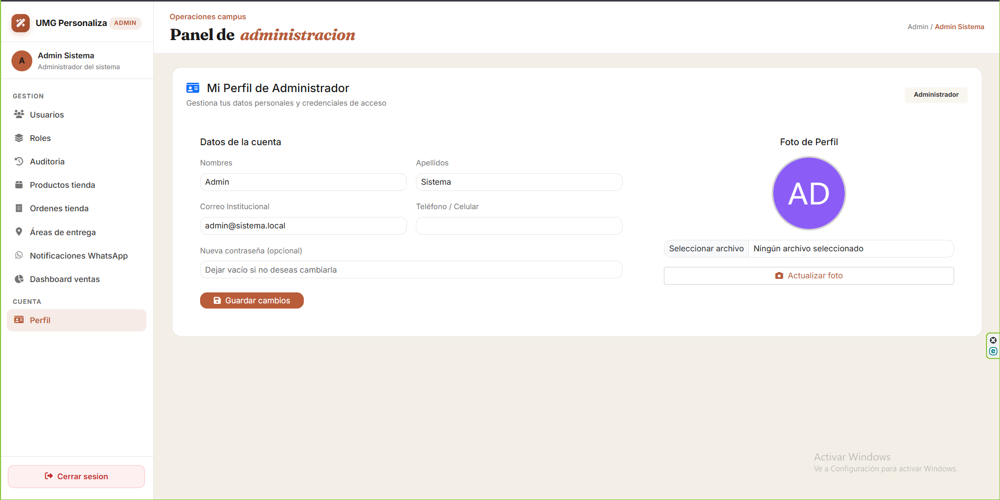 UMG Personaliza ADMIN
Admin Sistema
Administrador del sistema
GESTION
Usuarios
Roles
Auditoria
Productos tienda
Ordenes tienda
Áreas de entrega
Notificaciones WhatsApp
Dashboard ventas
CUENTA
Perfil
Cerrar sesion
Operaciones campus
Panel de administracion
Admin / Admin Sistema
Mi Perfil de Administrador
Gestiona tus datos personales y credenciales de acceso
Administrador
Datos de la cuenta
Nombres
Apellidos
Admin
Sistema
Correo Institucional
Teléfono / Celular
admin@sistema.local
Nueva contraseña (opcional)
Dejar vacío si no deseas cambiarla
Guardar cambios
Foto de Perfil
AD
Seleccionar archivo
Ningún archivo seleccionado
Actualizar foto
Activar Windows
Ve a Configuración para activar Windows.
A
e